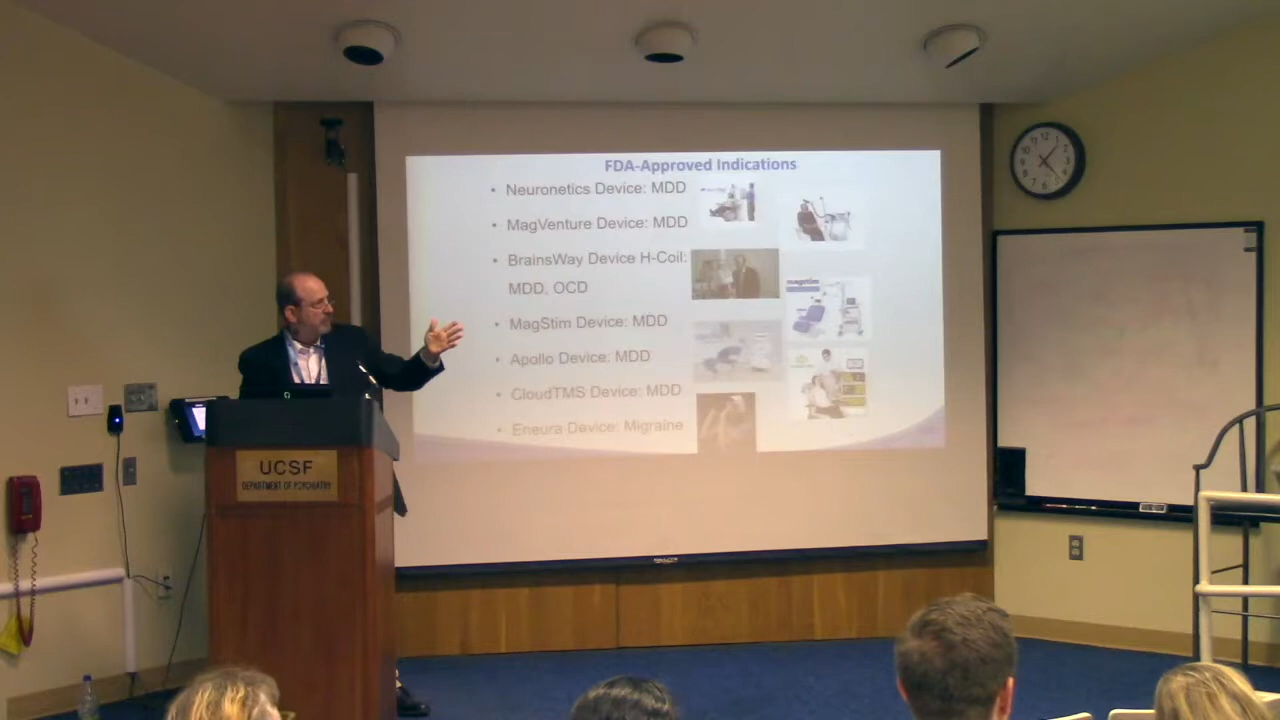 FDA-Approved Indications
• Neuronetics Device: MDD
• MagVenture Device: MDD
• BrainsWay Device H-Coil:
MDD, OCD
• MagStim Device: MDD
• Apollo Device: MDD
• CloudTMS Device: MDD
• Eneura Device: Migraine
magstim
UCSF
DEPARTMENT OF PSYCHIATRY